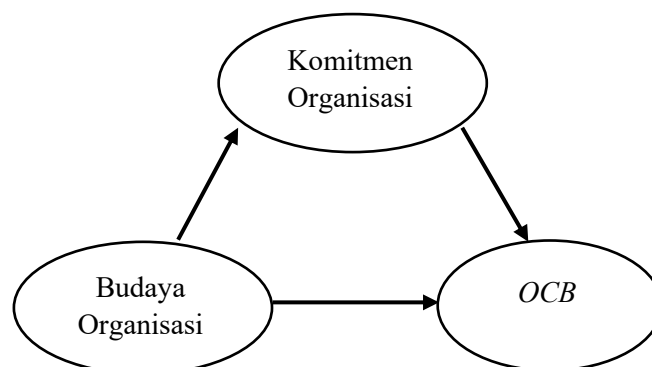 Komitmen
Organisasi
Budaya
Organisasi
OCB